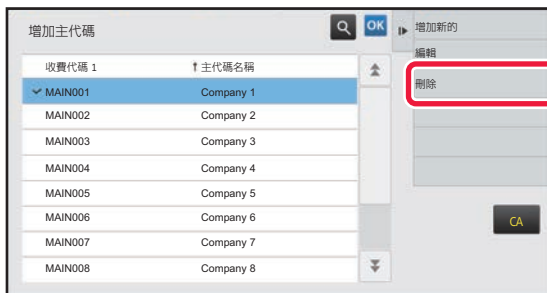 增加主代碼
OK
收費代碼 1 主代碼名稱
MAIN001 Company 1
MAIN002 Company 2
MAIN003 Company 3
MAIN004 Company 4
MAIN005 Company 5
MAIN006 Company 6
MAIN007 Company 7
MAIN008 Company 8
增加新的
編輯
刪除
CA